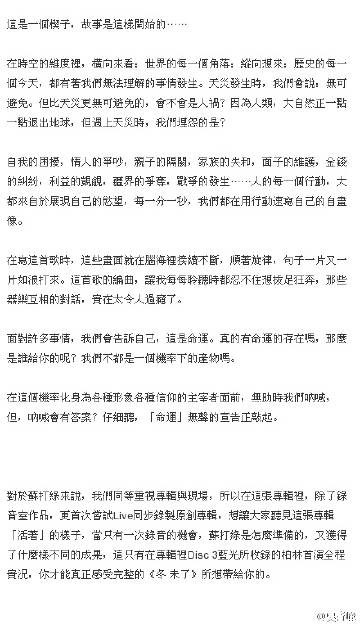 這是一個楔子，故事是這樣開始的……
在時空的維度裡，橫向來看：世界的每一個角落；縱向想來：歷史的每一
個今天，都有著我們無法理解的事情發生。天災發生時，我們會說：無可
避免。但比天災更無可避免的，會不會是人禍？因為人類，大自然正一點
一點退出地球，但遇上天災時，我們埋怨的是？
自我的困擾，情人的爭吵，親子的隔閡，家族的失和，面子的維護，金錢
的糾紛，利益的覬覦，疆界的爭奪，戰爭的發生……人的每一個行動，大
都來自於展現自己的慾望，每一分一秒，我們都在用行動速寫自己的自畫
像。
在寫這首歌時，這些畫面就在腦海裡接續不斷，順著旋律，句子一片又一
片如浪打來。這首歌的編曲，讓我每每聆聽時都忍不住想拔足狂奔，那些
器樂互相的對話，實在太令人過癮了。
面對許多事情，我們會告訴自己，這是命運。真的有命運的存在嗎，那麼
是誰給你的呢？我們不都是一個機率下的產物嗎。
在這個機率化身為各種形象各種信仰的主宰者面前，無助時我們吶喊，
但，吶喊會有答案？仔細聽，「命運」無聲的宣告正敲起。
對於蘇打綠來說，我們同等重視專輯與現場，所以在這張專輯裡，除了錄
音室作品，更首次嘗試Live同步錄製原創專輯，想讓大家聽見這張專輯
「活著」的樣子，當只有一次錄音的機會，蘇打綠是怎麼準備的，又獲得
了什麼樣不同的成果，這只有在專輯裡Disc 3藍光所收錄的柏林首演全程
實況，你才能真正感受完整的《冬 未了》所想帶給你的。